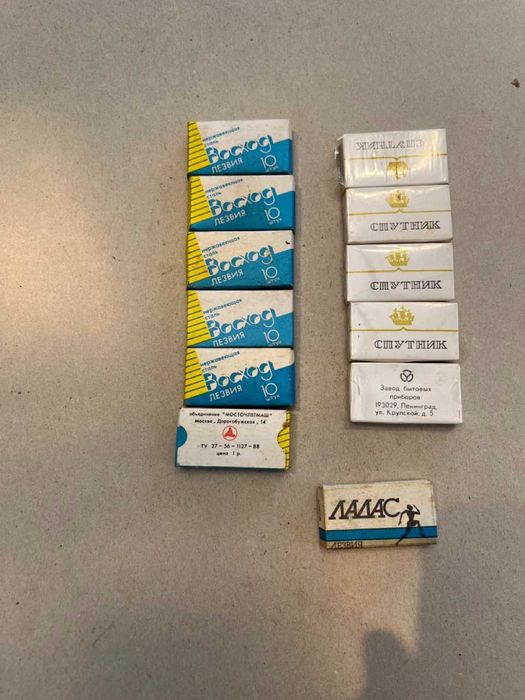 нержавеющая
сталь
Восход
ЛЕЗВИЯ
10
штук
нержавеющая
сталь
Восход
ЛЕЗВИЯ
10
штук
нержавеющая
сталь
Восход
ЛЕЗВИЯ
10
штук
нержавеющая
сталь
Восход
ЛЕЗВИЯ
10
штук
нержавеющая
сталь
Восход
ЛЕЗВИЯ
10
штук
объединение "МОСТОЧЛЕГМАШ"
Москва, Дорогобужская, 14
ТУ 27-56-1127-88
цена 1 р.
СПУТНИК
СПУТНИК
СПУТНИК
СПУТНИК
Завод бытовых
приборов
193029, Ленинград,
ул. Крупской, д. 5
ЛАДАС
ЛЕЗВИЯ